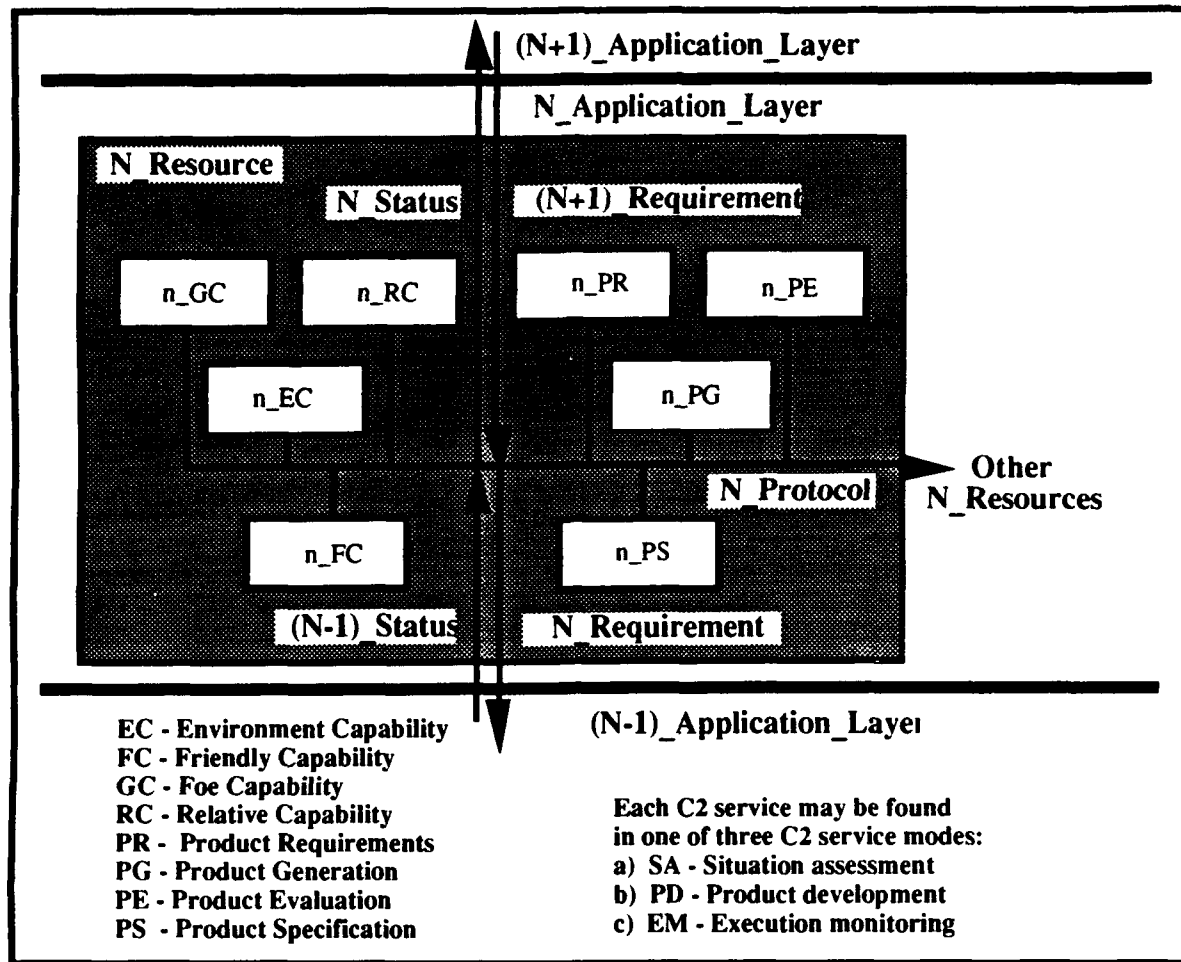 (N+1)_Application_Layer
N_Application_Layer
N_Resource
N_Status
(N+1)_Requirement
n_GC
n_RC
n_PR
n_PE
n_EC
n_PG
Other
N_Resources
N_Protocol
n_FC
n_PS
(N-1)_Status
N_Requirement
(N-1)_Application_Layer
EC - Environment Capability
FC - Friendly Capability
GC - Foe Capability
RC - Relative Capability
PR - Product Requirements
PG - Product Generation
PE - Product Evaluation
PS - Product Specification
Each C2 service may be found
in one of three C2 service modes:
a) SA - Situation assessment
b) PD - Product development
c) EM - Execution monitoring